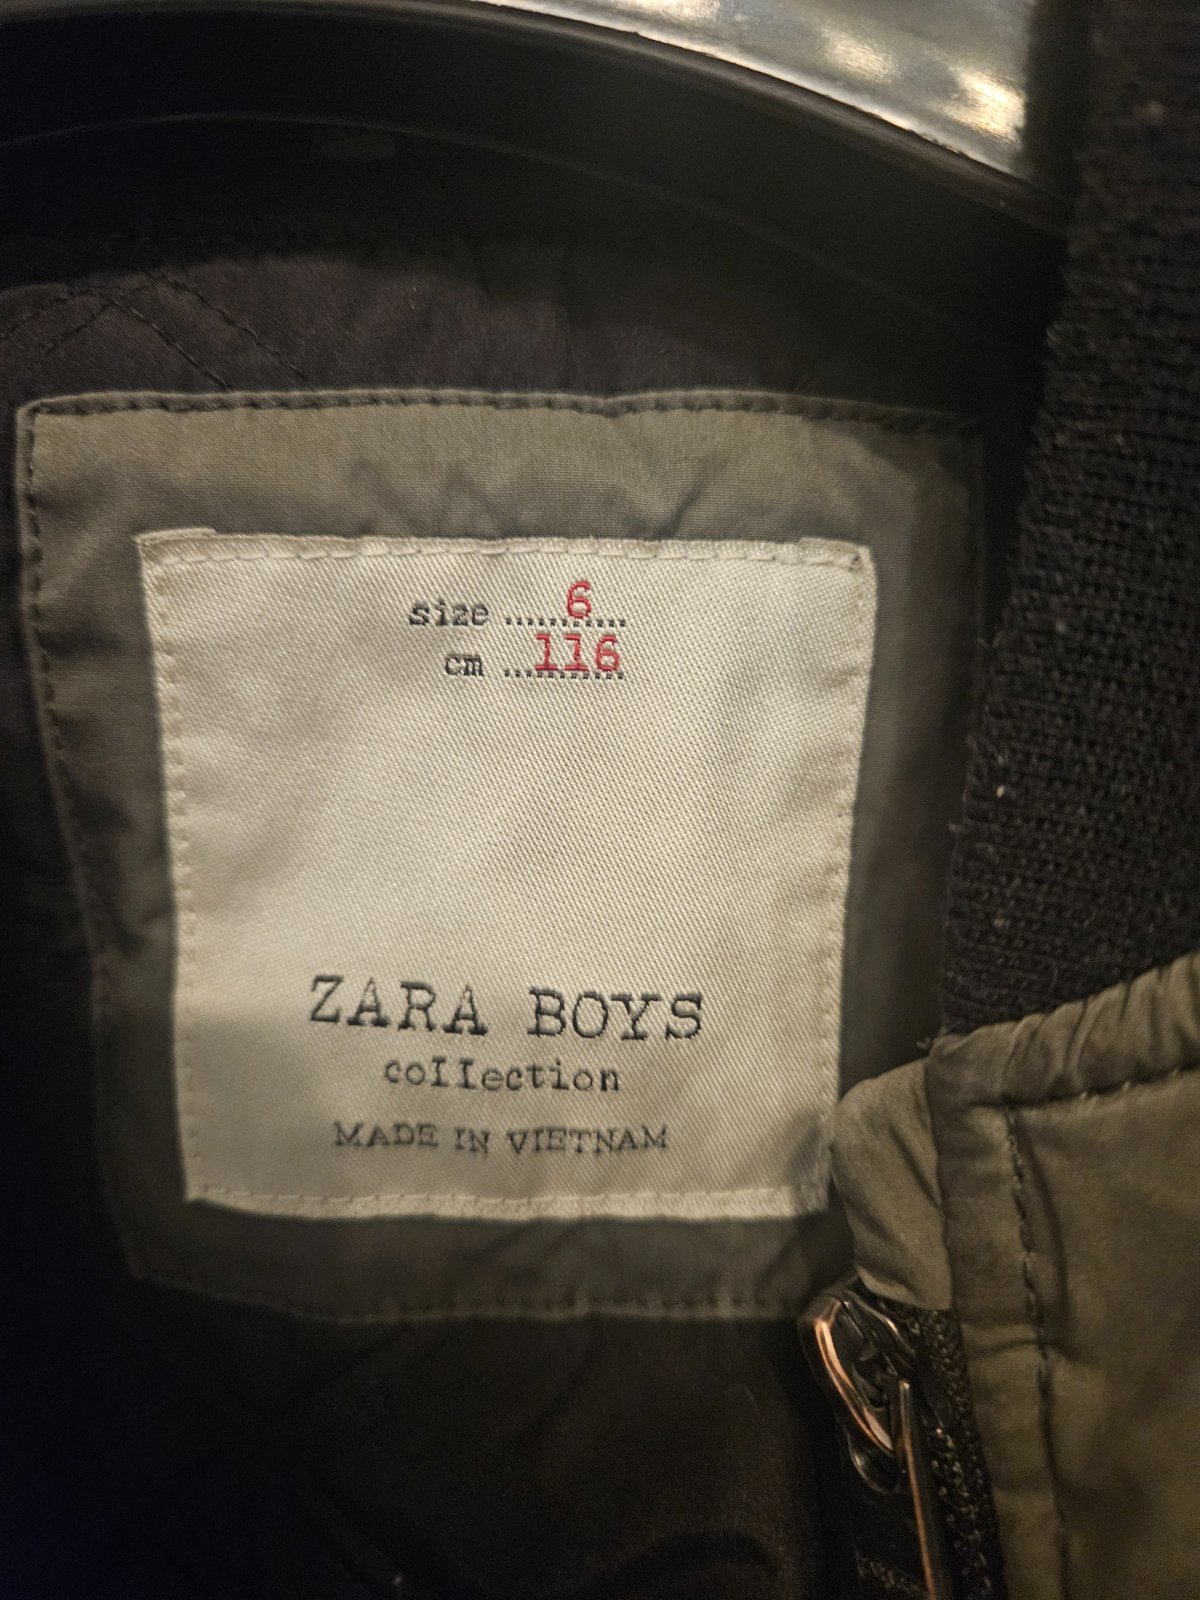 size ......6......
cm ...116...
ZARA BOYS
collection
MADE IN VIETNAM